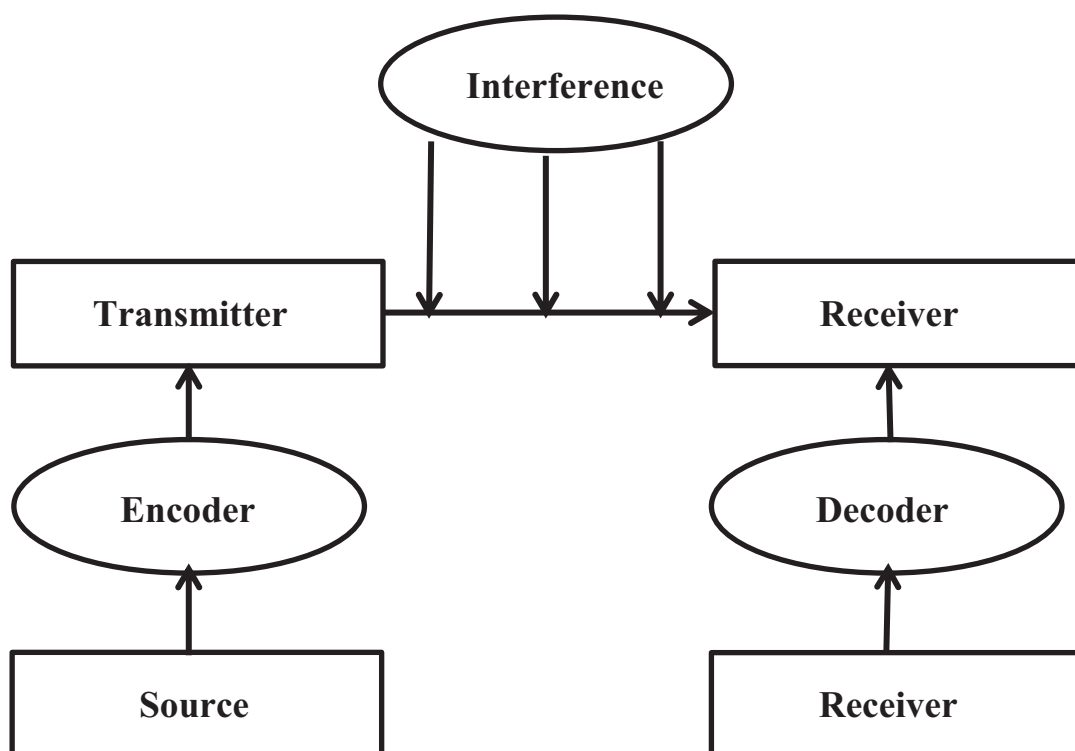 Interference
Transmitter
Receiver
Encoder
Decoder
Source
Receiver